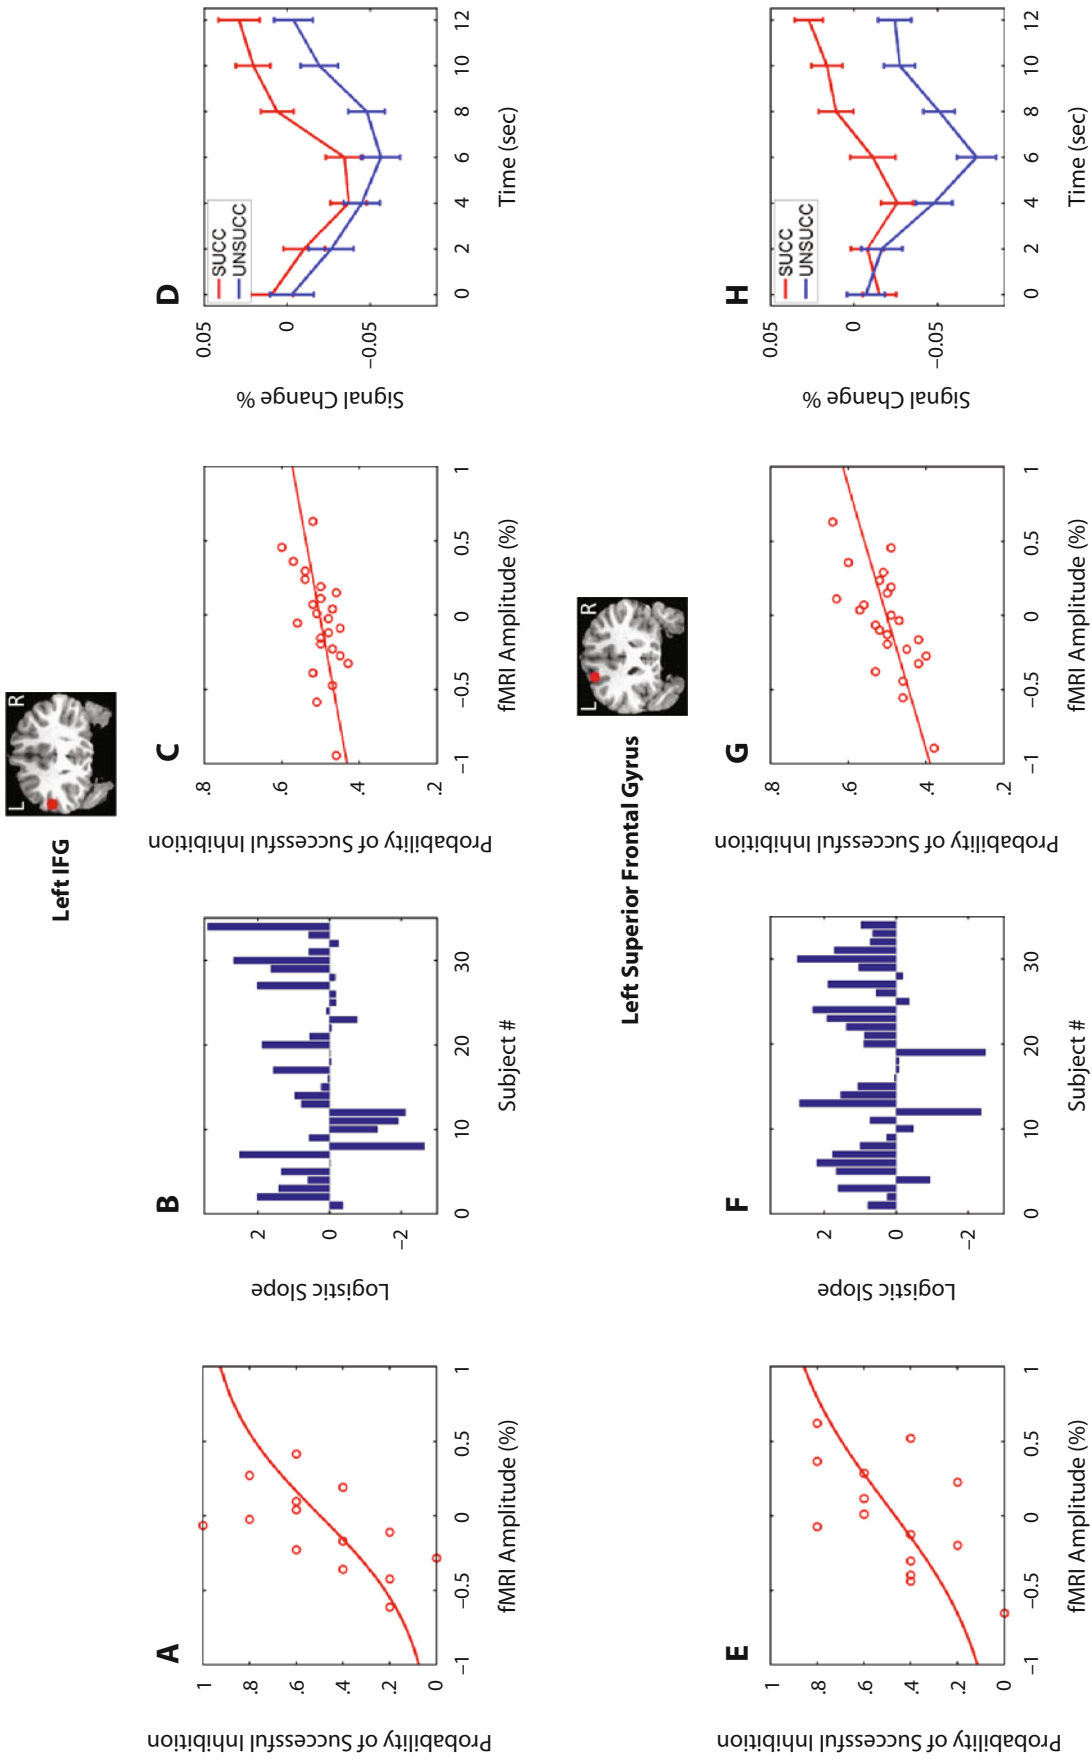 Left IFG
L R
A
Probability of Successful Inhibition
1
.8
.6
.4
.2
0
−1 −0.5 0 0.5 1
fMRI Amplitude (%)
B
Logistic Slope
2
0
−2
0 10 20 30
Subject #
C
Probability of Successful Inhibition
.8
.6
.4
.2
−1 −0.5 0 0.5 1
fMRI Amplitude (%)
D
Signal Change %
0.05
0
−0.05
SUCC
UNSUCC
0 2 4 6 8 10 12
Time (sec)
Left Superior Frontal Gyrus
L R
E
Probability of Successful Inhibition
1
.8
.6
.4
.2
0
−1 −0.5 0 0.5 1
fMRI Amplitude (%)
F
Logistic Slope
2
0
−2
0 10 20 30
Subject #
G
Probability of Successful Inhibition
.8
.6
.4
.2
−1 −0.5 0 0.5 1
fMRI Amplitude (%)
H
Signal Change %
0.05
0
−0.05
SUCC
UNSUCC
0 2 4 6 8 10 12
Time (sec)